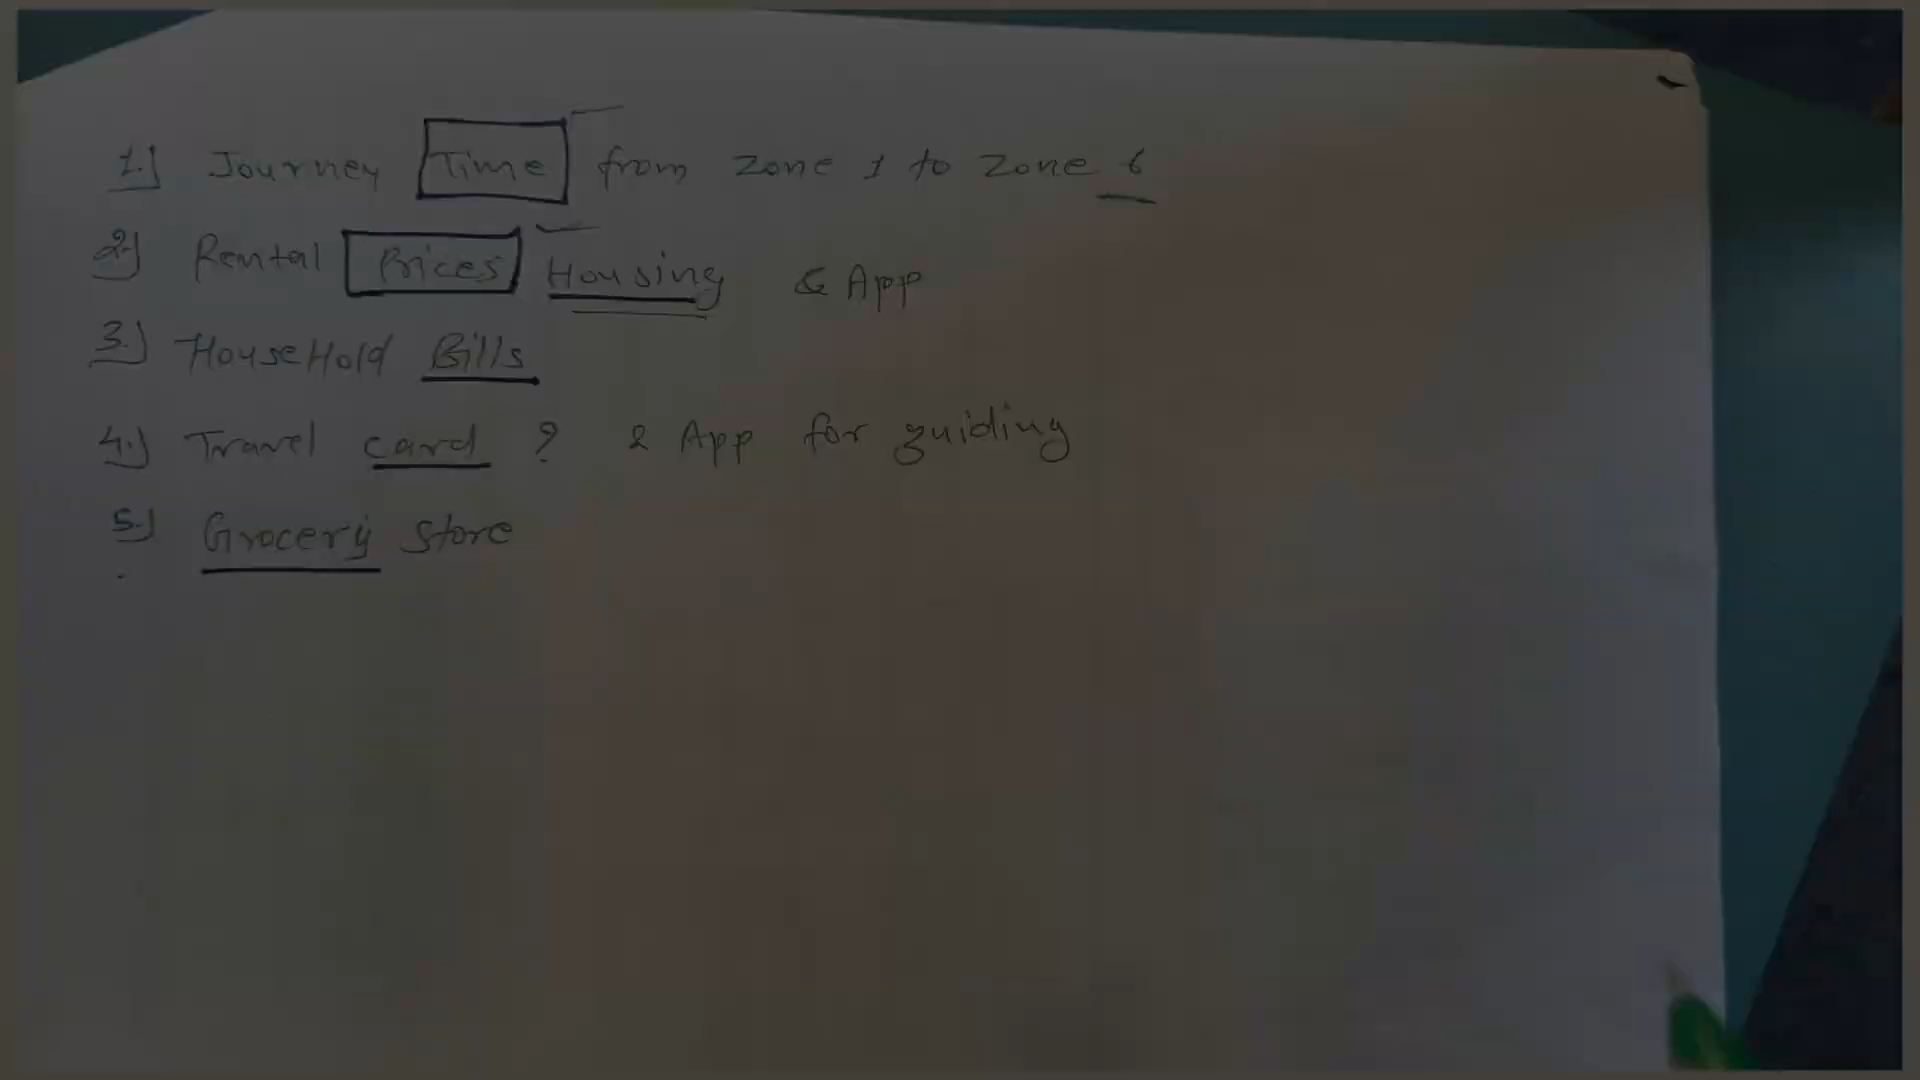 1.) Journey Time from Zone 1 to Zone 6
2.) Rental Prices Housing & App
3.) HouseHold Bills
4.) Travel card ? & App for guiding
5.) Grocery Store